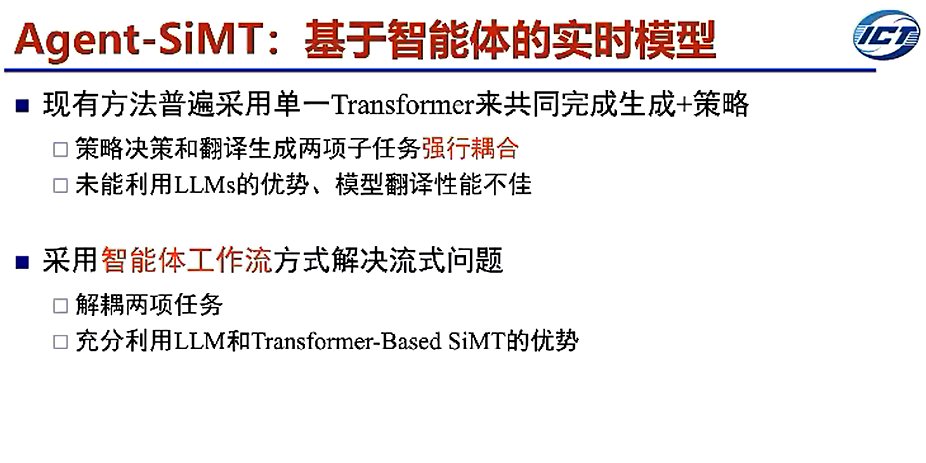 Agent-SiMT：基于智能体的实时模型
ICT
现有方法普遍采用单一Transformer来共同完成生成+策略
策略决策和翻译生成两项子任务强行耦合
未能利用LLMs的优势、模型翻译性能不佳
采用智能体工作流方式解决流式问题
解耦两项任务
充分利用LLM和Transformer-Based SiMT的优势